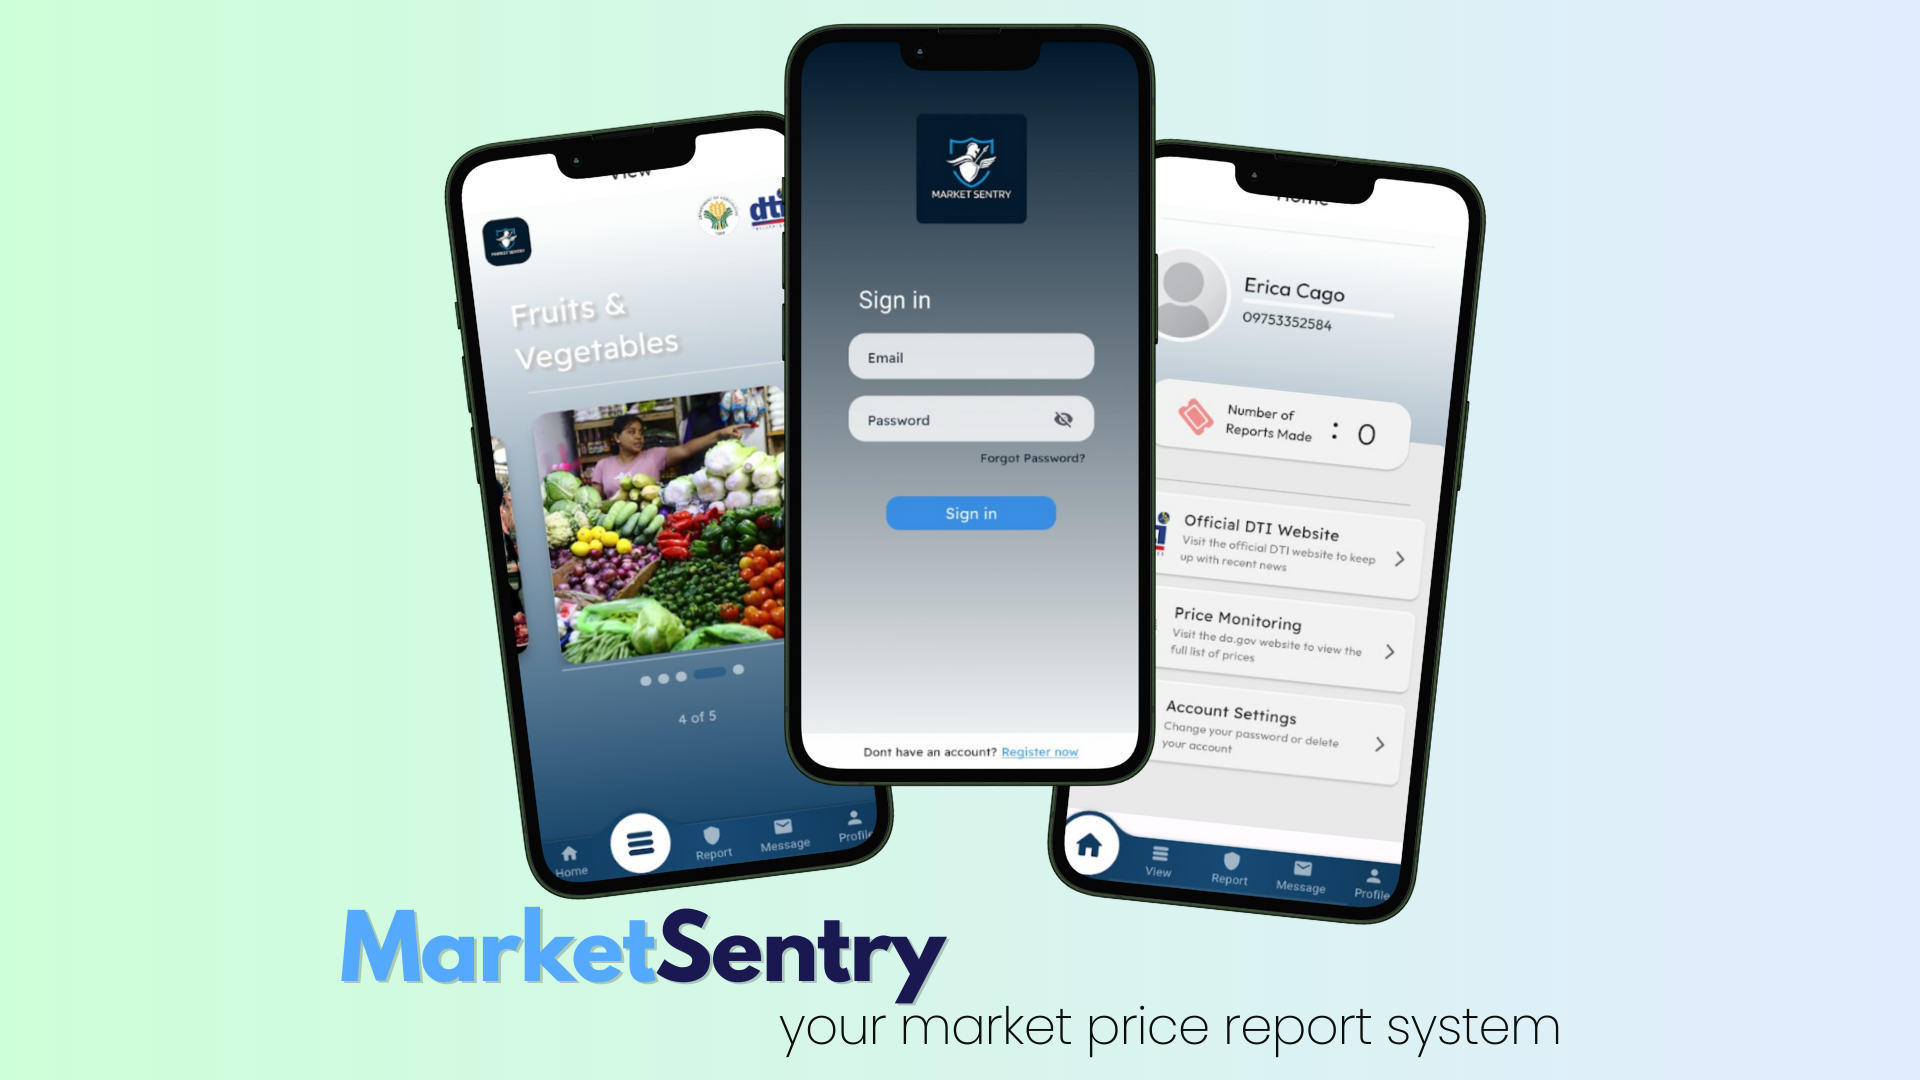 View
dti
MARKET SENTRY
Fruits &
Vegetables
4 of 5
Home
Report
Message
Profile
MARKET SENTRY
Sign in
Email
Password
Forgot Password?
Sign in
Dont have an account? Register now
Home
Erica Cago
09753352584
Number of
Reports Made : 0
Official DTI Website
Visit the official DTI website to keep
up with recent news
Price Monitoring
Visit the da.gov website to view the
full list of prices
Account Settings
Change your password or delete
your account
View
Report
Message
Profile
MarketSentry
your market price report system